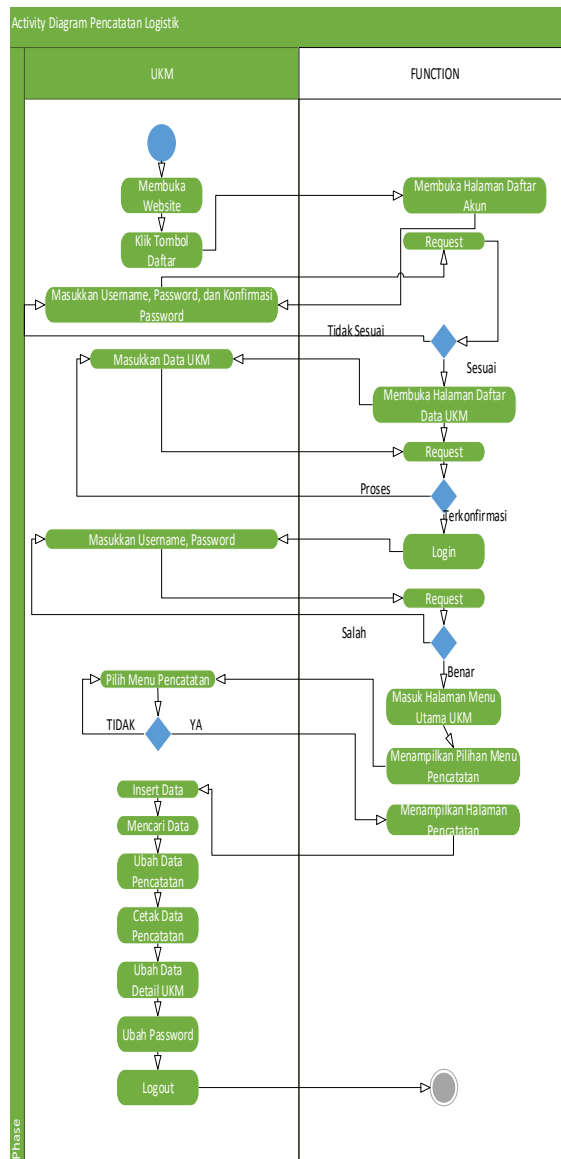 Activity Diagram Pencatatan Logistik
UKM
FUNCTION
Membuka
Website
Klik Tombol
Daftar
Membuka Halaman Daftar
Akun
Request
Masukkan Username, Password, dan Konfirmasi
Password
Tidak Sesuai
Sesuai
Masukkan Data UKM
Membuka Halaman Daftar
Data UKM
Request
Proses
Terkonfirmasi
Masukkan Username, Password
Login
Request
Salah
Benar
Pilih Menu Pencatatan
Masuk Halaman Menu
Utama UKM
TIDAK
YA
Menampilkan Pilihan Menu
Pencatatan
Insert Data
Menampilkan Halaman
Pencatatan
Mencari Data
Ubah Data
Pencatatan
Cetak Data
Pencatatan
Ubah Data
Detail UKM
Ubah Password
Logout
Phase